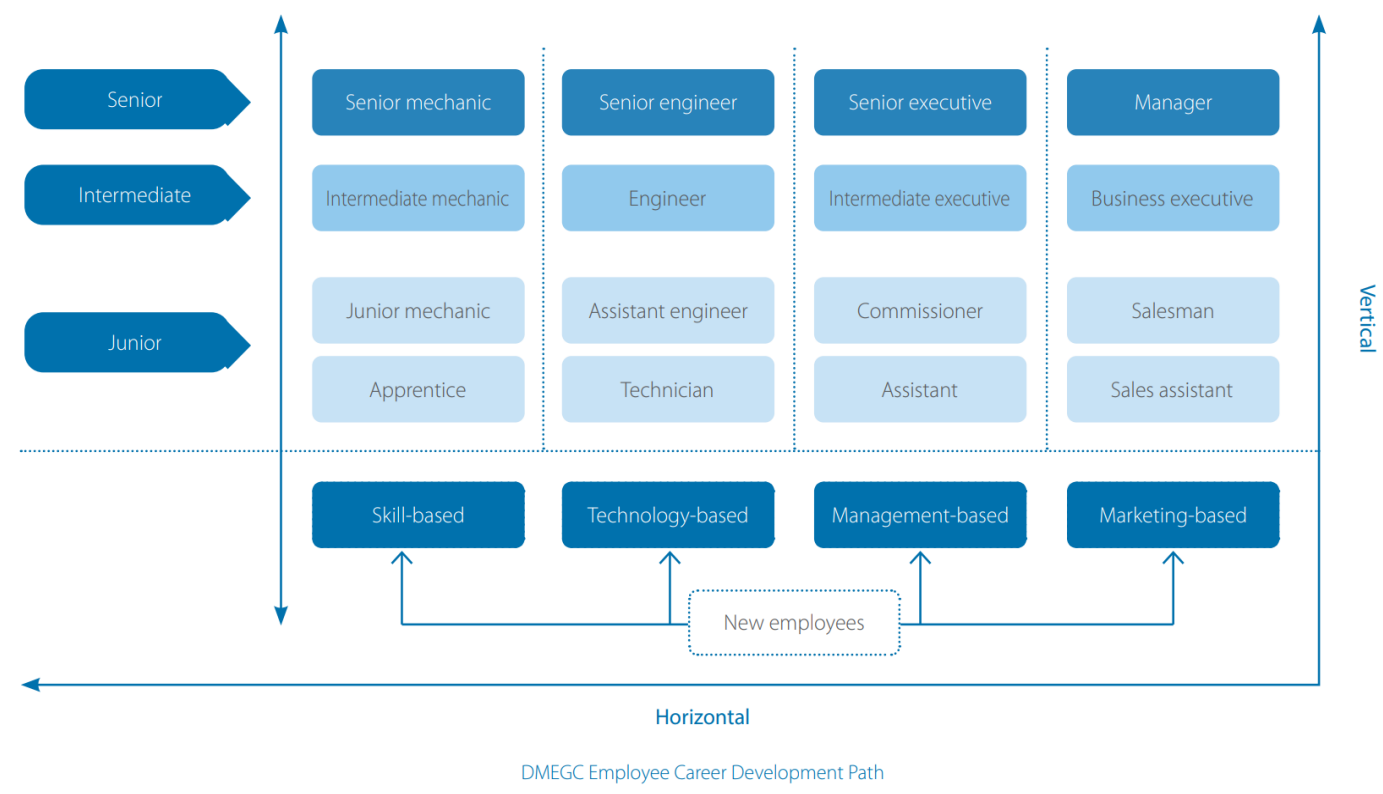 Senior
Senior mechanic
Senior engineer
Senior executive
Manager
Intermediate
Intermediate mechanic
Engineer
Intermediate executive
Business executive
Junior
Junior mechanic
Assistant engineer
Commissioner
Salesman
Apprentice
Technician
Assistant
Sales assistant
Vertical
Skill-based
Technology-based
Management-based
Marketing-based
New employees
Horizontal
DMEGC Employee Career Development Path